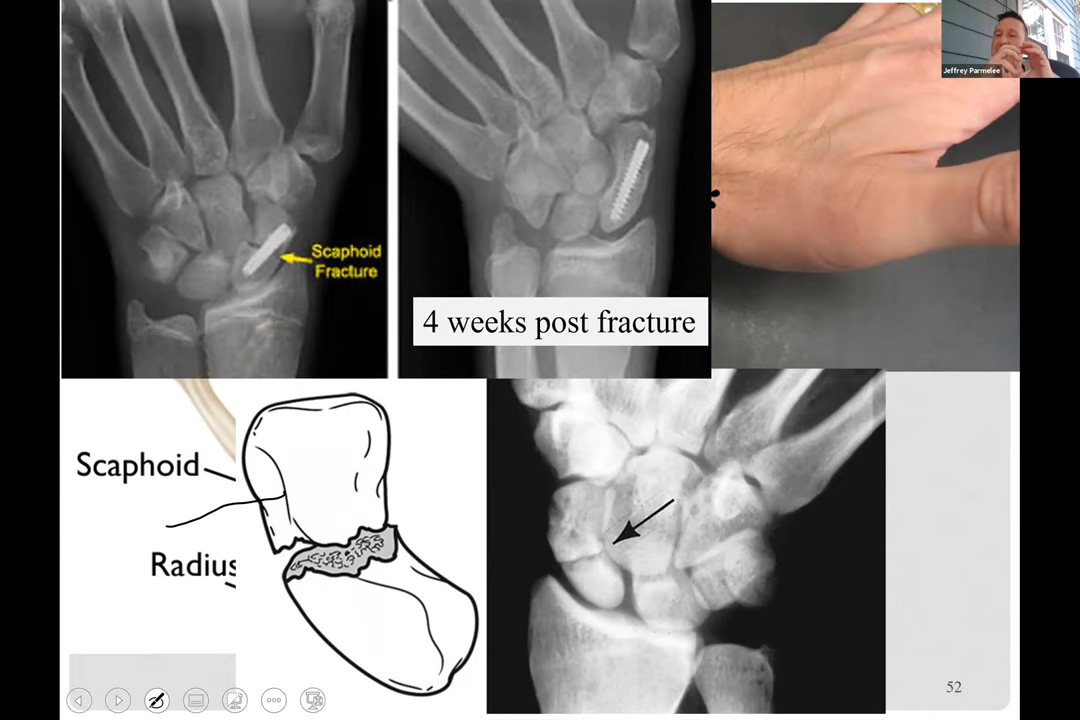 Jeffrey Parmelee
Scaphoid
Fracture
4 weeks post fracture
Scaphoid
Radius
52